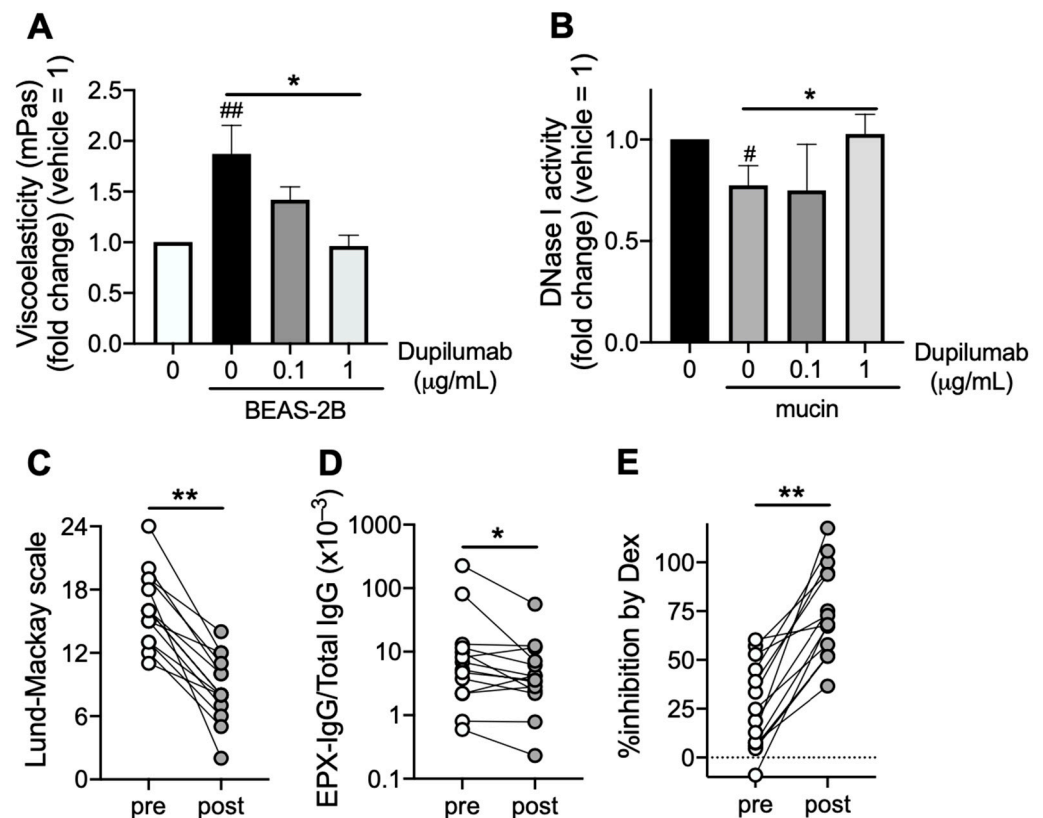 A
Viscoelasticity (mPas)
(fold change) (vehicle = 1)
2.5
2.0
1.5
1.0
0.5
0.0
##
*
0 0 0.1 1
Dupilumab
(μg/mL)
BEAS-2B
B
DNase I activity
(fold change) (vehicle = 1)
1.0
0.5
0.0
#
*
0 0 0.1 1
Dupilumab
(μg/mL)
mucin
C
Lund-Mackay scale
24
18
12
6
0
**
pre post
D
EPX-IgG/Total IgG (x10⁻³)
1000
100
10
1
0.1
*
pre post
E
%inhibition by Dex
100
75
50
25
0
**
pre post